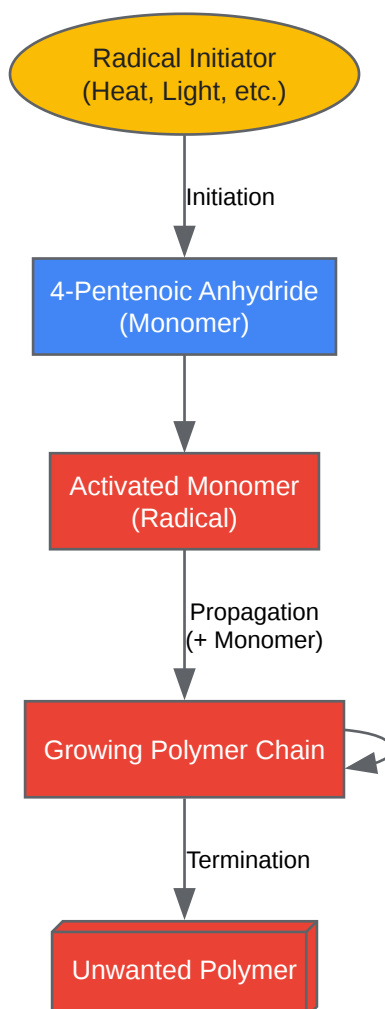 Radical Initiator
(Heat, Light, etc.)
Initiation
4-Pentenoic Anhydride
(Monomer)
Activated Monomer
(Radical)
Propagation
(+ Monomer)
Growing Polymer Chain
Termination
Unwanted Polymer